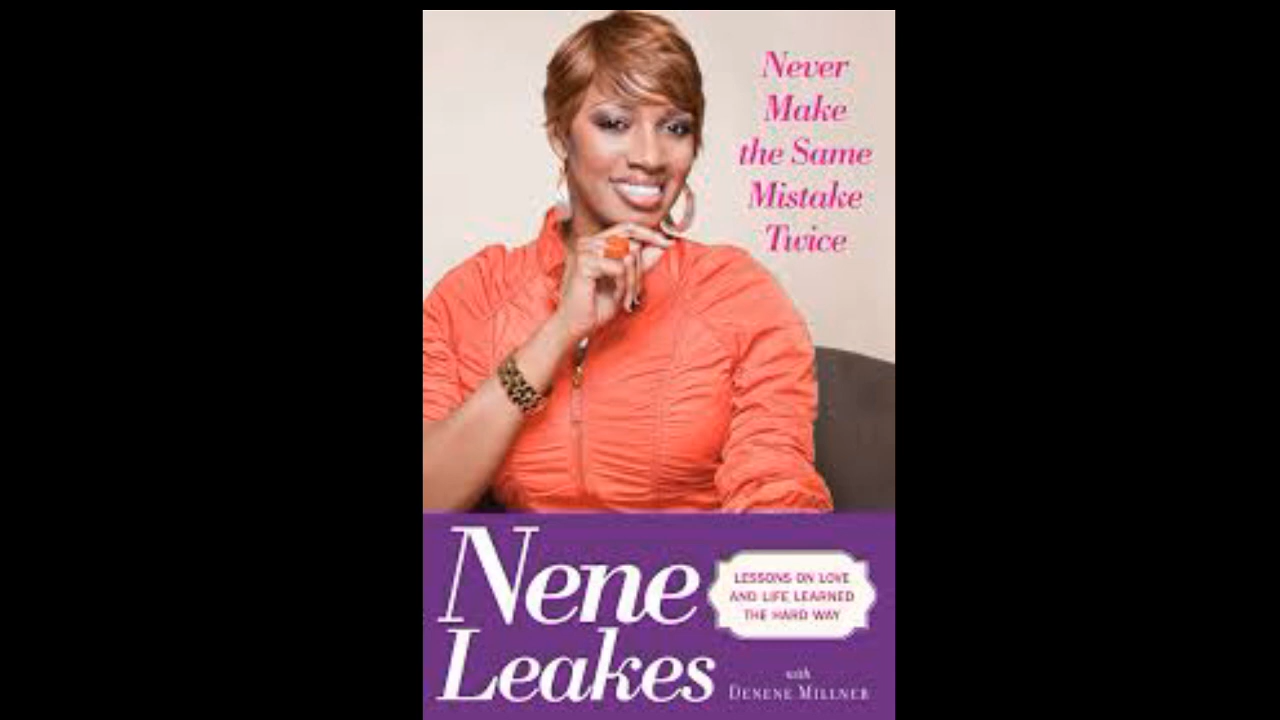 Never
Make
the Same
Mistake
Twice
Nene
Leakes
LESSONS ON LOVE
AND LIFE LEARNED
THE HARD WAY
with
DENENE MILLNER